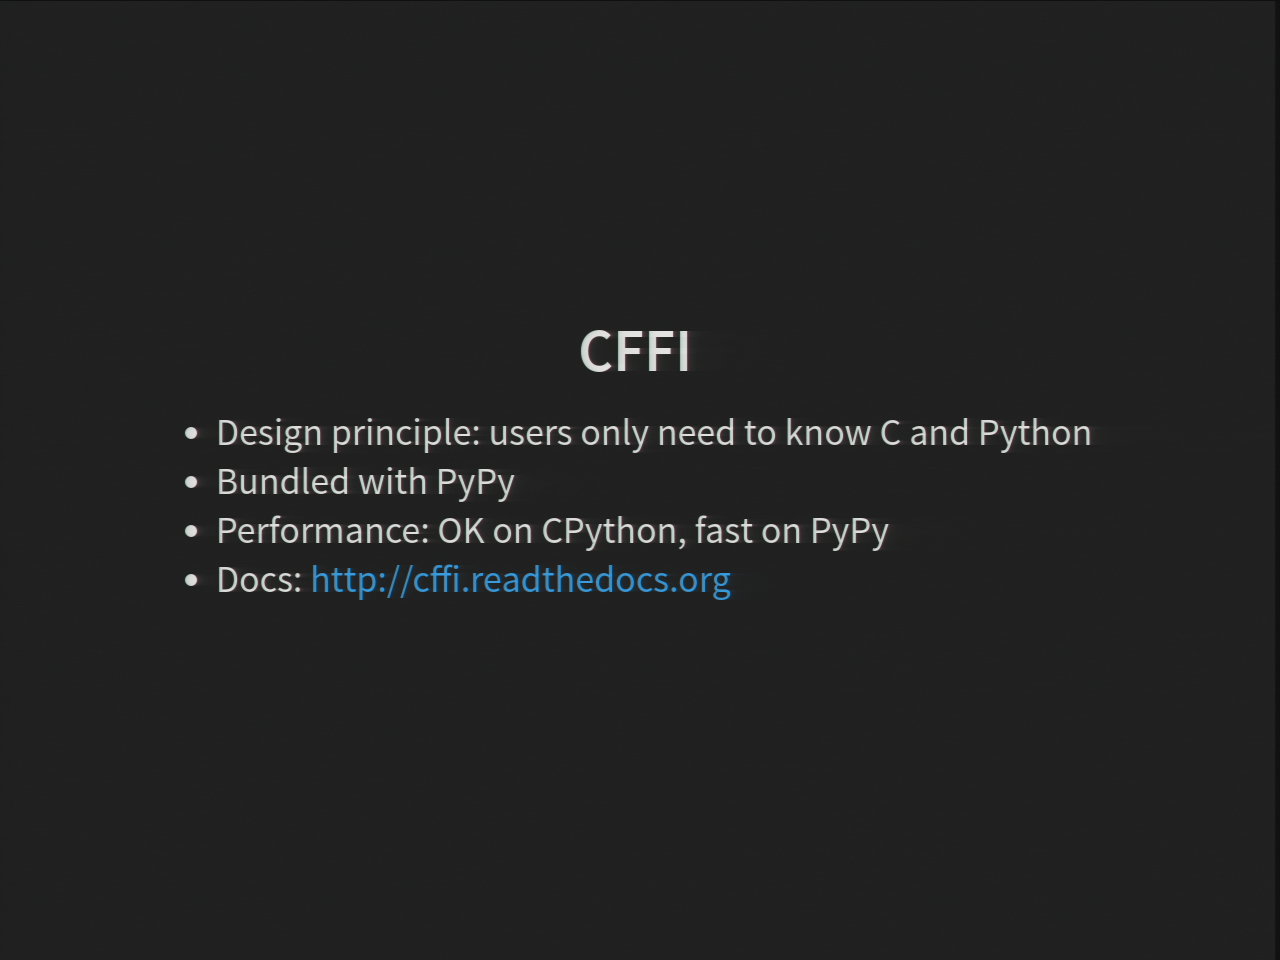 CFFI
• Design principle: users only need to know C and Python
• Bundled with PyPy
• Performance: OK on CPython, fast on PyPy
• Docs: http://cffi.readthedocs.org